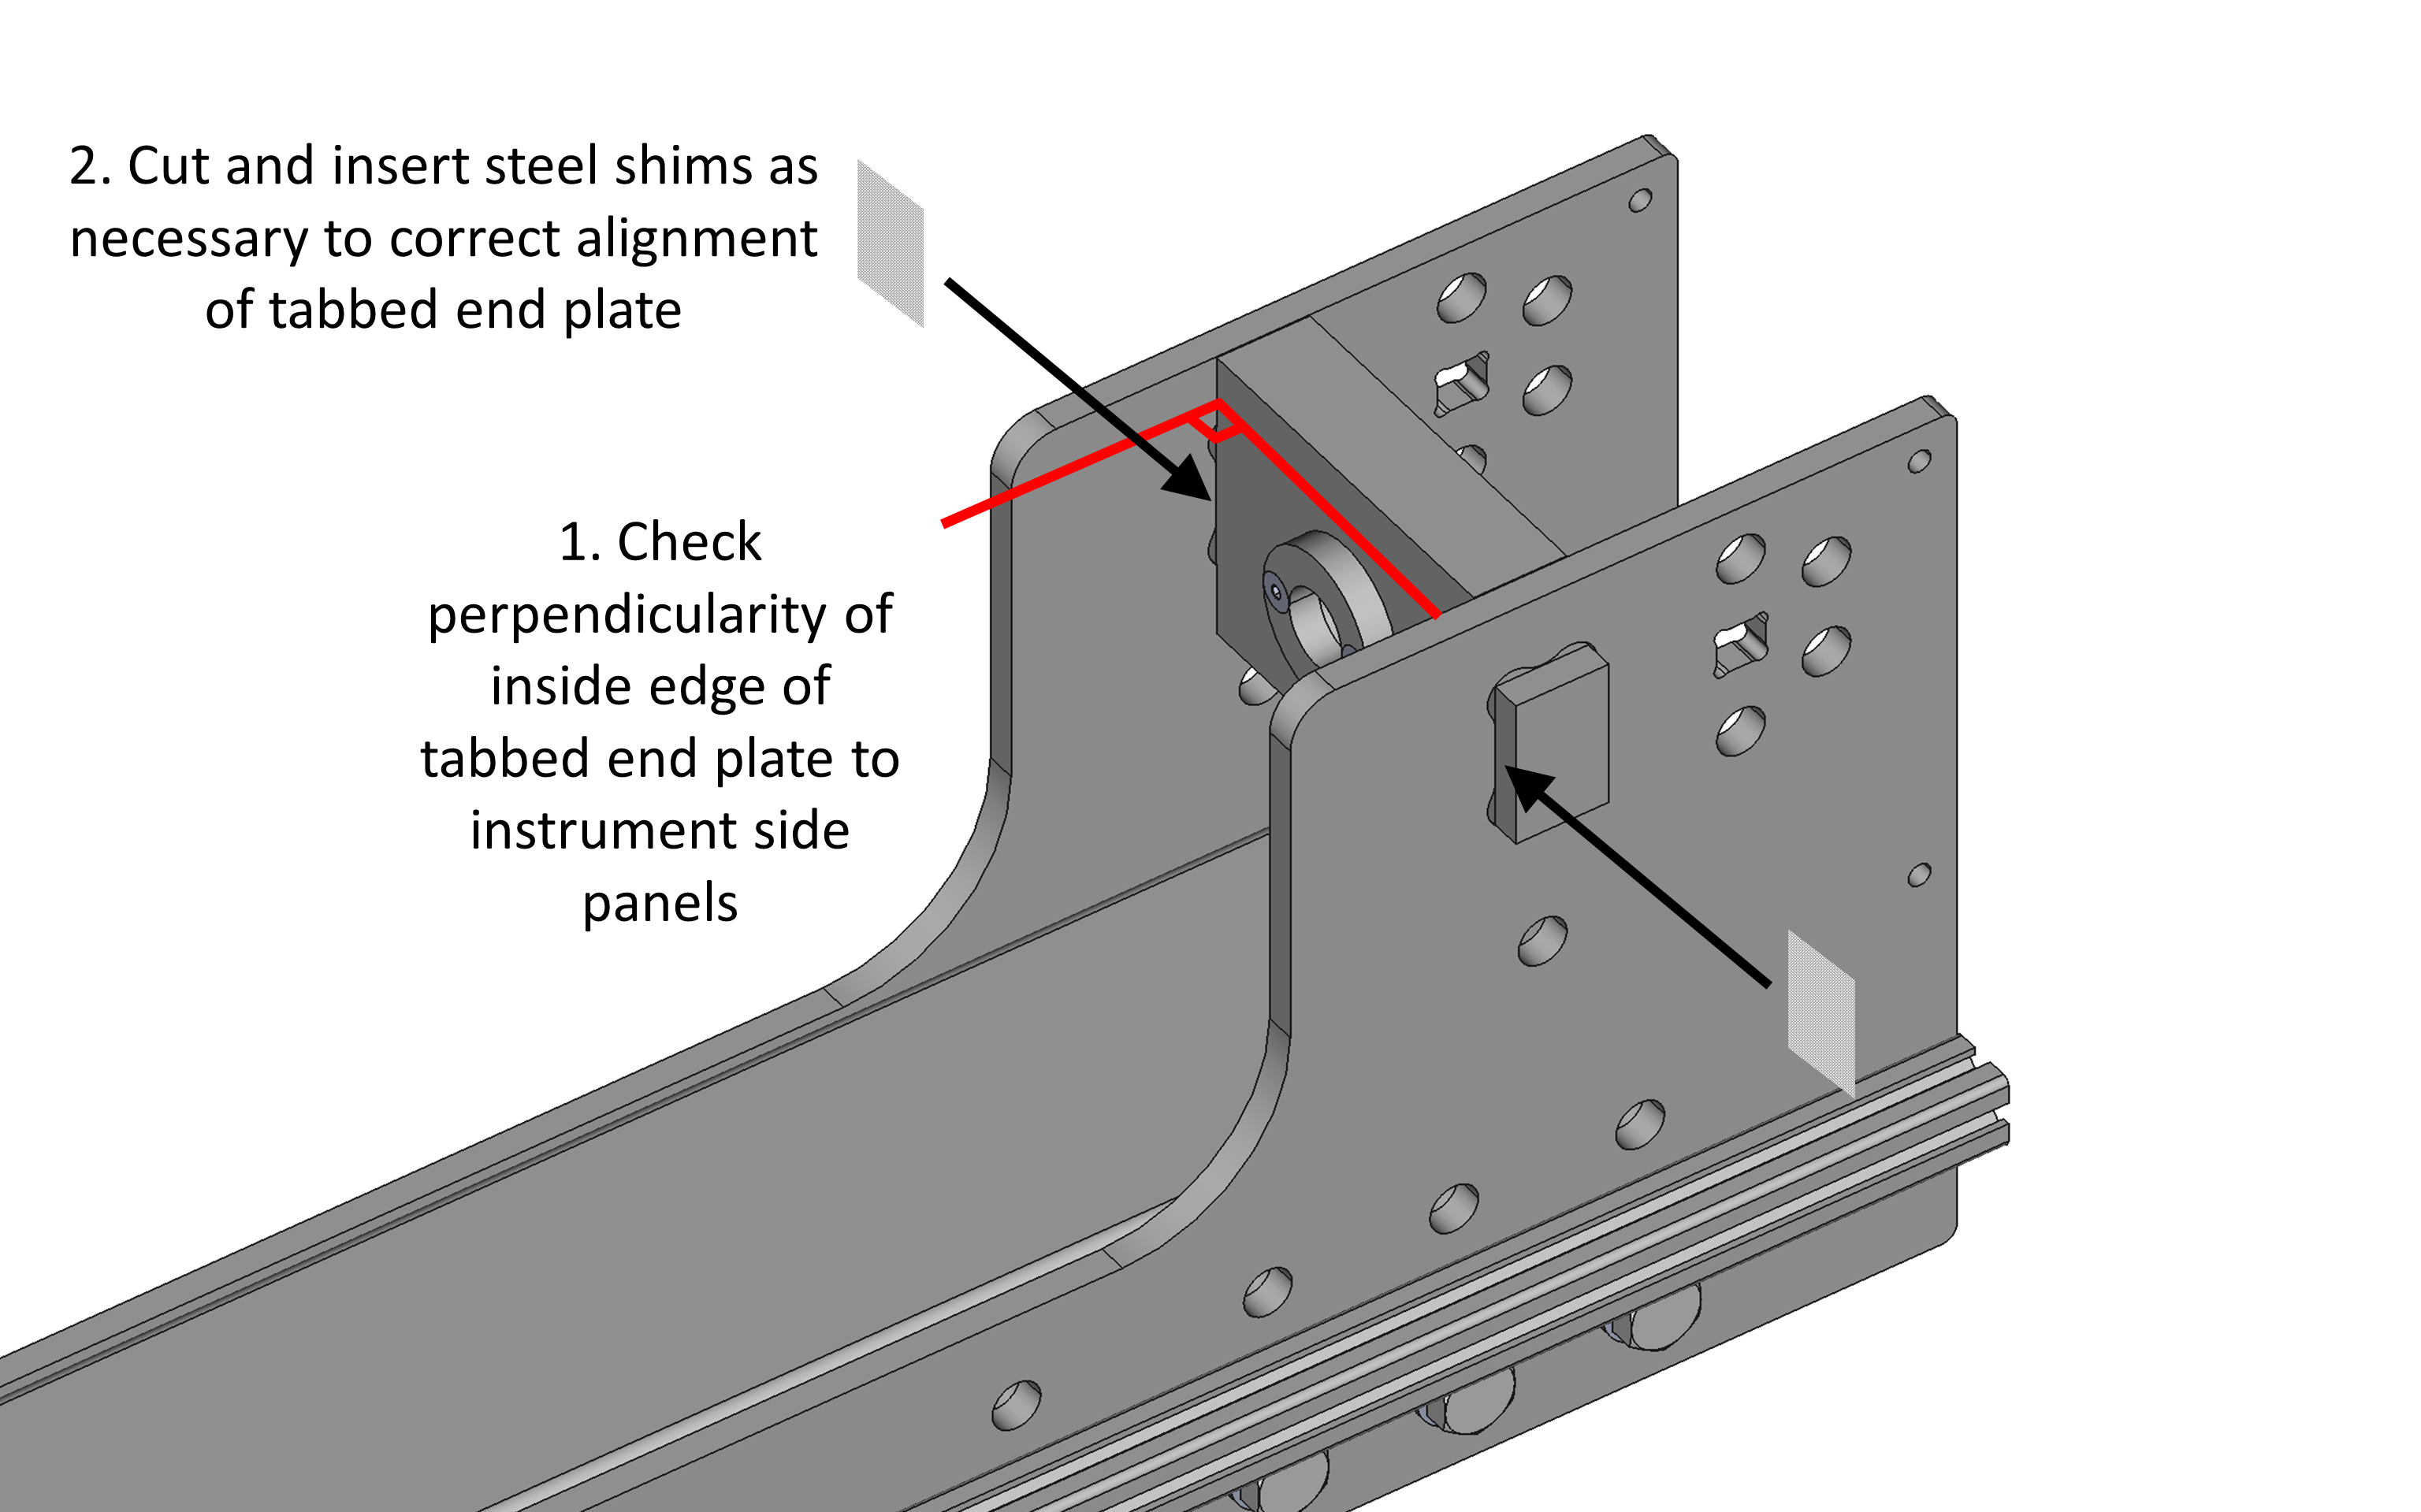 2. Cut and insert steel shims as
necessary to correct alignment
of tabbed end plate
1. Check
perpendicularity of
inside edge of
tabbed end plate to
instrument side
panels